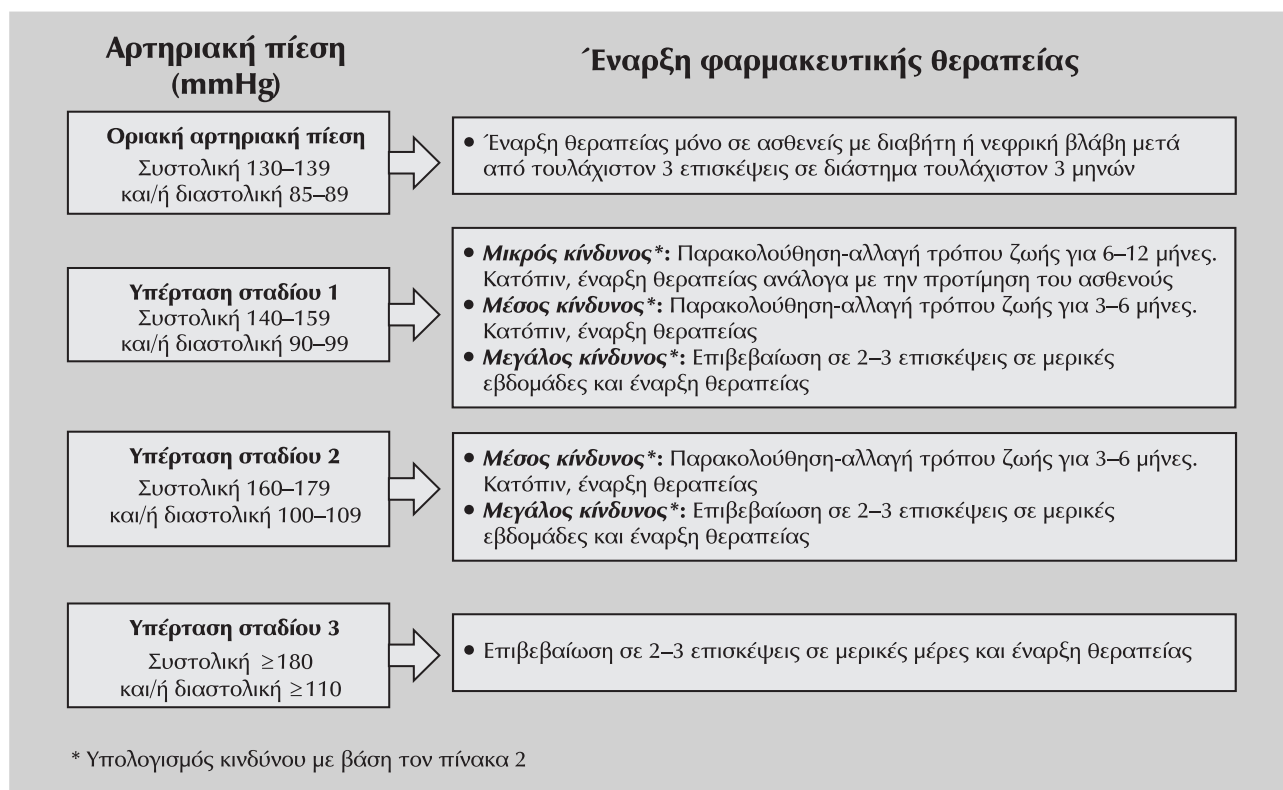 Αρτηριακή πίεση
(mmHg)
Έναρξη φαρμακευτικής θεραπείας
Οριακή αρτηριακή πίεση
Συστολική 130–139
και/ή διαστολική 85–89
• Έναρξη θεραπείας μόνο σε ασθενείς με διαβήτη ή νεφρική βλάβη μετά
από τουλάχιστον 3 επισκέψεις σε διάστημα τουλάχιστον 3 μηνών
Υπέρταση σταδίου 1
Συστολική 140–159
και/ή διαστολική 90–99
• Μικρός κίνδυνος*: Παρακολούθηση-αλλαγή τρόπου ζωής για 6–12 μήνες.
Κατόπιν, έναρξη θεραπείας ανάλογα με την προτίμηση του ασθενούς
• Μέσος κίνδυνος*: Παρακολούθηση-αλλαγή τρόπου ζωής για 3–6 μήνες.
Κατόπιν, έναρξη θεραπείας
• Μεγάλος κίνδυνος*: Επιβεβαίωση σε 2–3 επισκέψεις σε μερικές
εβδομάδες και έναρξη θεραπείας
Υπέρταση σταδίου 2
Συστολική 160–179
και/ή διαστολική 100–109
• Μέσος κίνδυνος*: Παρακολούθηση-αλλαγή τρόπου ζωής για 3–6 μήνες.
Κατόπιν, έναρξη θεραπείας
• Μεγάλος κίνδυνος*: Επιβεβαίωση σε 2–3 επισκέψεις σε μερικές
εβδομάδες και έναρξη θεραπείας
Υπέρταση σταδίου 3
Συστολική ≥180
και/ή διαστολική ≥110
• Επιβεβαίωση σε 2–3 επισκέψεις σε μερικές μέρες και έναρξη θεραπείας
* Υπολογισμός κινδύνου με βάση τον πίνακα 2